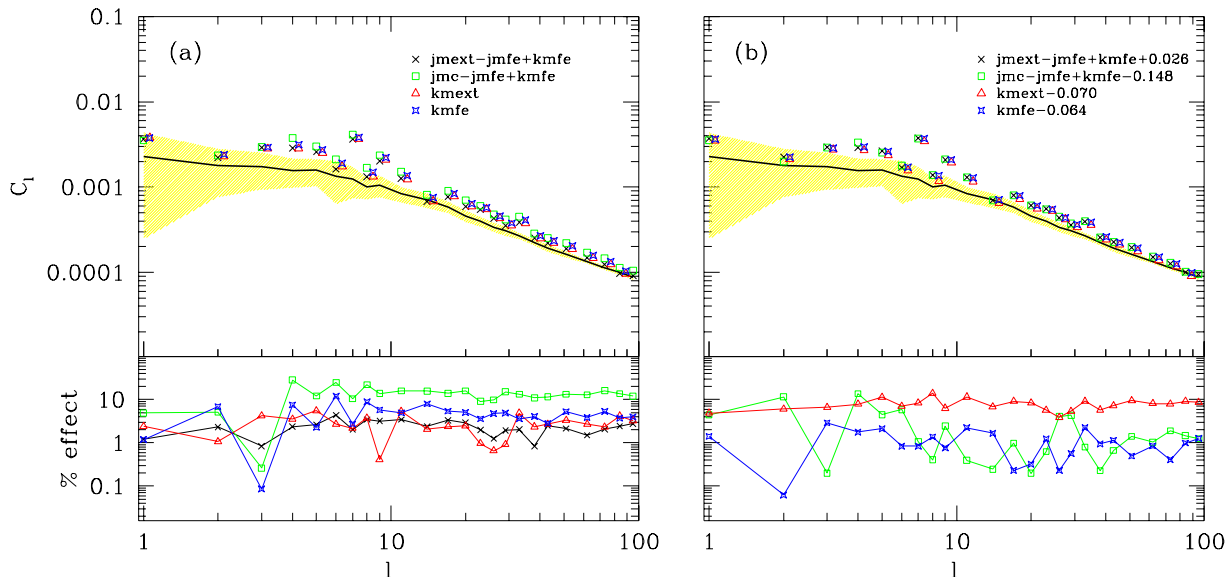 (a)
jmext−jmfe+kmfe
jmc−jmfe+kmfe
kmext
kmfe
0.1
0.01
0.001
0.0001
C_l
10
1
0.1
% effect
1 10 100
l
(b)
jmext−jmfe+kmfe+0.026
jmc−jmfe+kmfe−0.148
kmext−0.070
kmfe−0.064
1 10 100
l